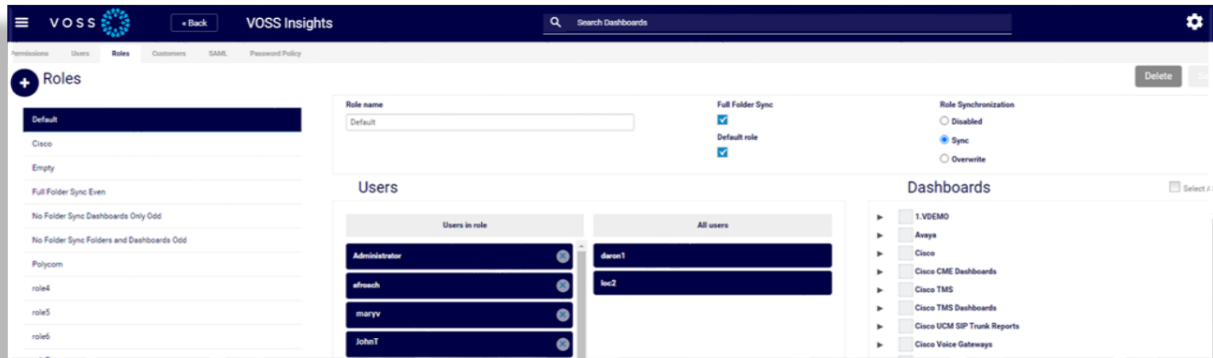 VOSS
« Back
VOSS Insights
Search Dashboards
Permissions Users Roles Customers SAML Password Policy
Roles
Delete
Default
Cisco
Empty
Full Folder Sync Even
No Folder Sync Dashboards Only Odd
No Folder Sync Folders and Dashboards Odd
Polycom
role4
role5
role6
Role name
Default
Full Folder Sync
Default role
Role Synchronization
Disabled
Sync
Overwrite
Users
Users in role
Administrator
afrosch
maryv
JohnT
All users
daron1
loc2
Dashboards
Select
1.VDEMO
Avaya
Cisco
Cisco CME Dashboards
Cisco TMS
Cisco TMS Dashboards
Cisco UCM SIP Trunk Reports
Cisco Voice Gateways